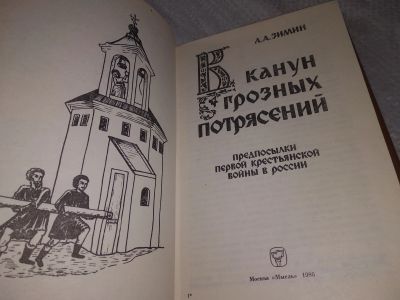 А.А. ЗИМИН
В КАНУН
ГРОЗНЫХ
ПОТРЯСЕНИЙ
ПРЕДПОСЫЛКИ
ПЕРВОЙ КРЕСТЬЯНСКОЙ
ВОЙНЫ В РОССИИ
Москва «Мысль» 1986